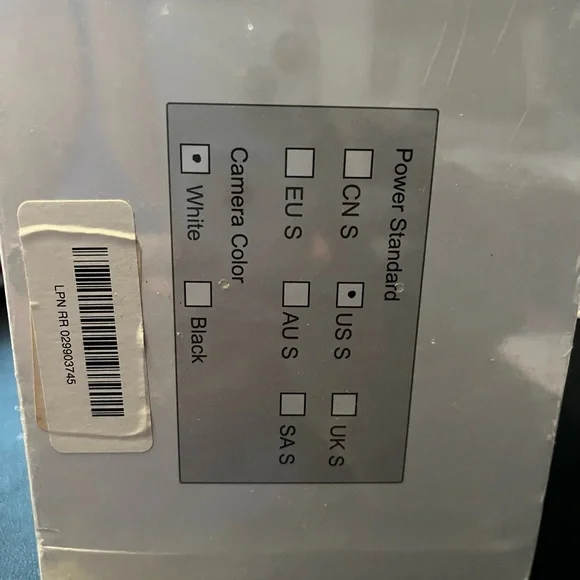 Power Standard
CN S US S UK S
EU S AU S SA S
Camera Color
White Black
LPN RR 029903745